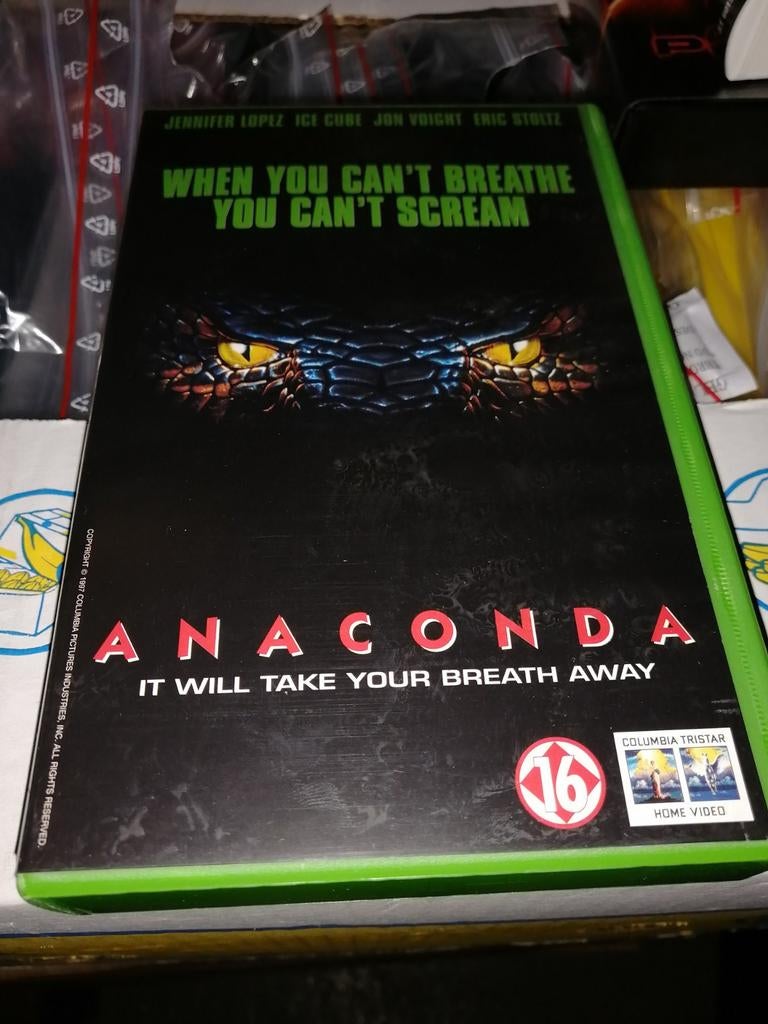 JENNIFER LOPEZ ICE CUBE JON VOIGHT ERIC STOLTZ
WHEN YOU CAN'T BREATHE
YOU CAN'T SCREAM
ANACONDA
IT WILL TAKE YOUR BREATH AWAY
16
COLUMBIA TRISTAR
HOME VIDEO
COPYRIGHT © 1997 COLUMBIA PICTURES INDUSTRIES, INC. ALL RIGHTS RESERVED.